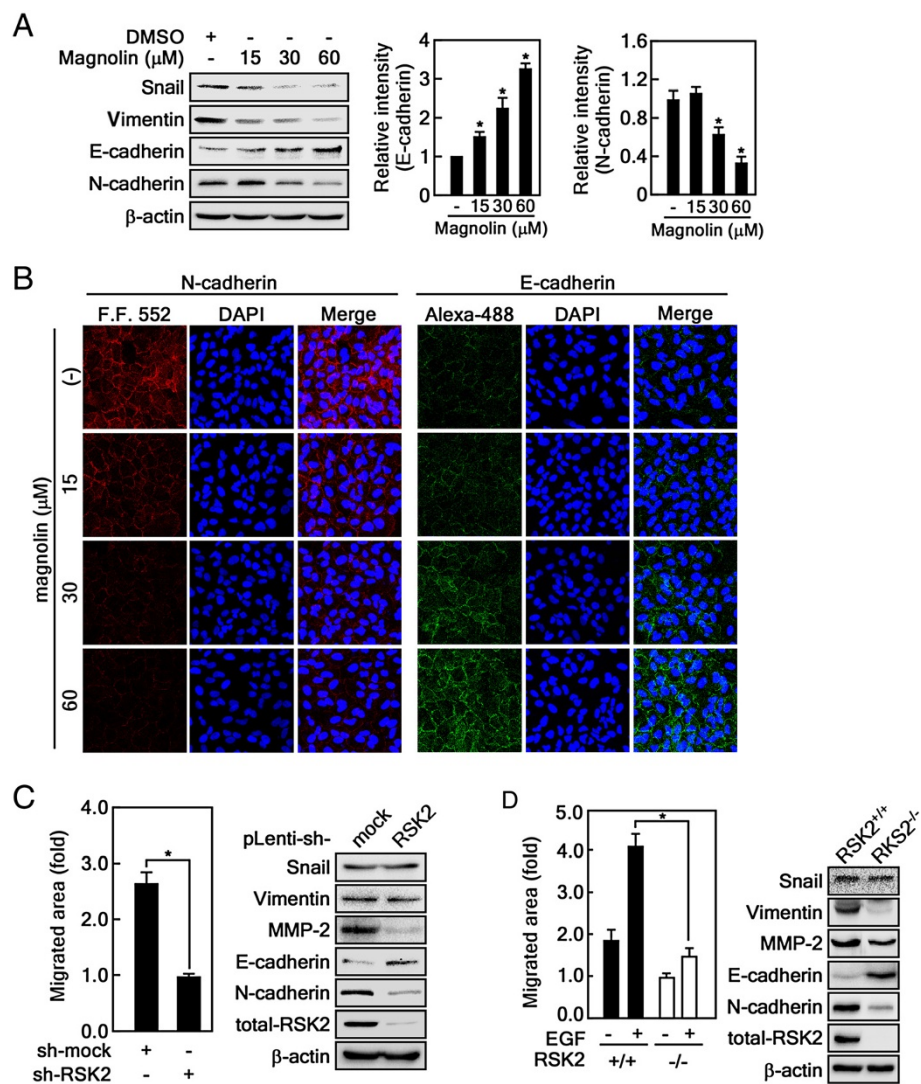 A
DMSO + - - -
Magnolin (μM) - 15 30 60
Snail
Vimentin
E-cadherin
N-cadherin
β-actin
Relative intensity
(E-cadherin)
4
3
2
1
0
* * *
- 15 30 60
Magnolin (μM)
Relative intensity
(N-cadherin)
1.6
1.2
0.8
0.4
0
* *
- 15 30 60
Magnolin (μM)
B
N-cadherin
E-cadherin
F.F. 552 DAPI Merge Alexa-488 DAPI Merge
magnolin (μM)
(-)
15
30
60
C
Migrated area (fold)
4.0
3.0
2.0
1.0
0.0
*
sh-mock + -
sh-RSK2 - +
pLenti-sh- mock RSK2
Snail
Vimentin
MMP-2
E-cadherin
N-cadherin
total-RSK2
β-actin
D
Migrated area (fold)
5.0
4.0
3.0
2.0
1.0
0.0
*
EGF - + - +
RSK2 +/+ -/-
RSK2+/+ RKS2-/-
Snail
Vimentin
MMP-2
E-cadherin
N-cadherin
total-RSK2
β-actin